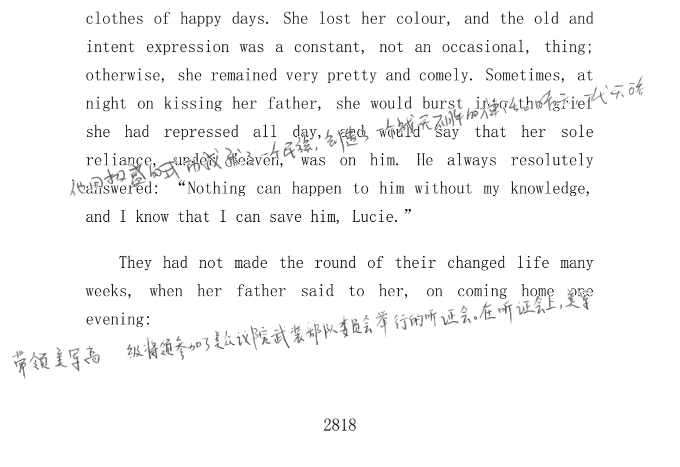 clothes of happy days. She lost her colour, and the old and
intent expression was a constant, not an occasional, thing;
otherwise, she remained very pretty and comely. Sometimes, at
night on kissing her father, she would burst into the grief
she had repressed all day, and would say that her sole
reliance, under Heaven, was on him. He always resolutely
answered: “Nothing can happen to him without my knowledge,
and I know that I can save him, Lucie.”
They had not made the round of their changed life many
weeks, when her father said to her, on coming home one
evening:
带领美军高 级将领参加了美众议院武装部队委员会举行的听证会。在听证会上,美军
2818